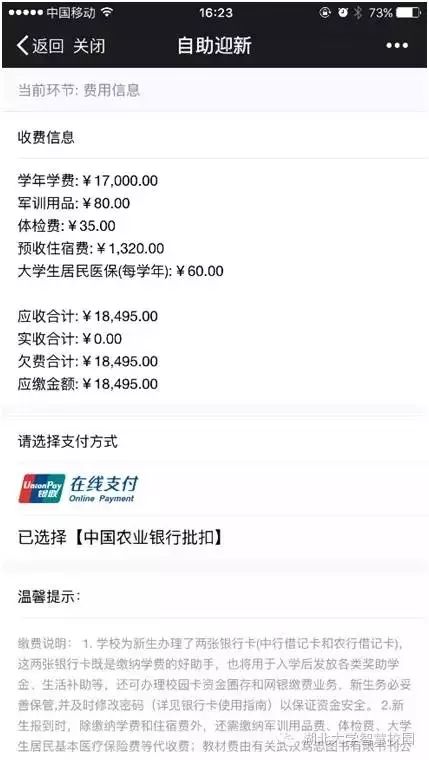 中国移动 16:23 73%
返回 关闭 自助迎新
当前环节: 费用信息
收费信息
学年学费: ¥17,000.00
军训用品: ¥80.00
体检费: ¥35.00
预收住宿费: ¥1,320.00
大学生居民医保(每学年): ¥60.00
应收合计: ¥18,495.00
实收合计: ¥0.00
欠费合计: ¥18,495.00
应缴金额: ¥18,495.00
请选择支付方式
UnionPay 银联 在线支付
Online Payment
已选择【中国农业银行批扣】
温馨提示:
缴费说明: 1. 学校为新生办理了两张银行卡(中行借记卡和农行借记卡),
这两张银行卡既是缴纳学费的好助手，也将用于入学后发放各类奖助学
金、生活补助等，还可办理校园卡资金圈存和网银缴费业务，新生务必妥
善保管,并及时修改密码（详见银行卡使用指南）以保证资金安全。 2.新
生报到时，除缴纳学费和住宿费外，还需缴纳军训用品费、体检费、大学
生居民基本医疗保险费等代收费；教材费由有关
湖北大学智慧校园